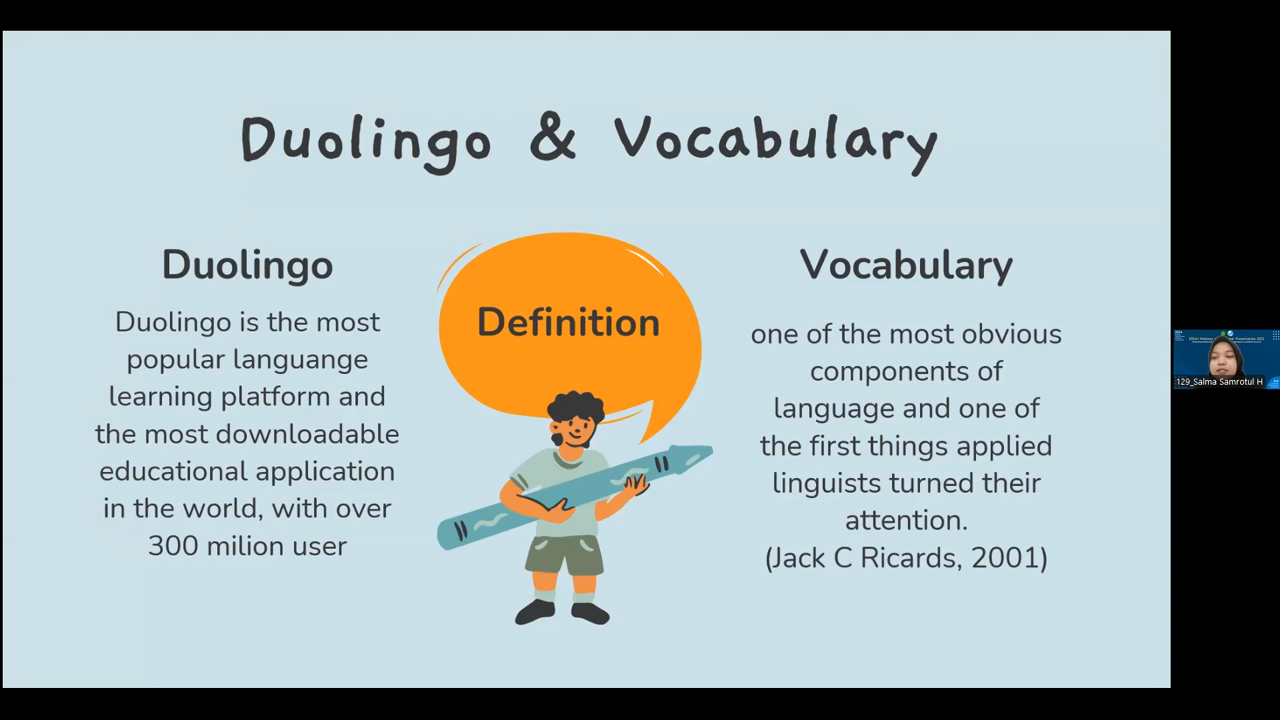 Duolingo & Vocabulary
Duolingo
Duolingo is the most
popular languange
learning platform and
the most downloadable
educational application
in the world, with over
300 milion user
Definition
Vocabulary
one of the most obvious
components of
language and one of
the first things applied
linguists turned their
attention.
(Jack C Ricards, 2001)
129_Salma Samrotul H